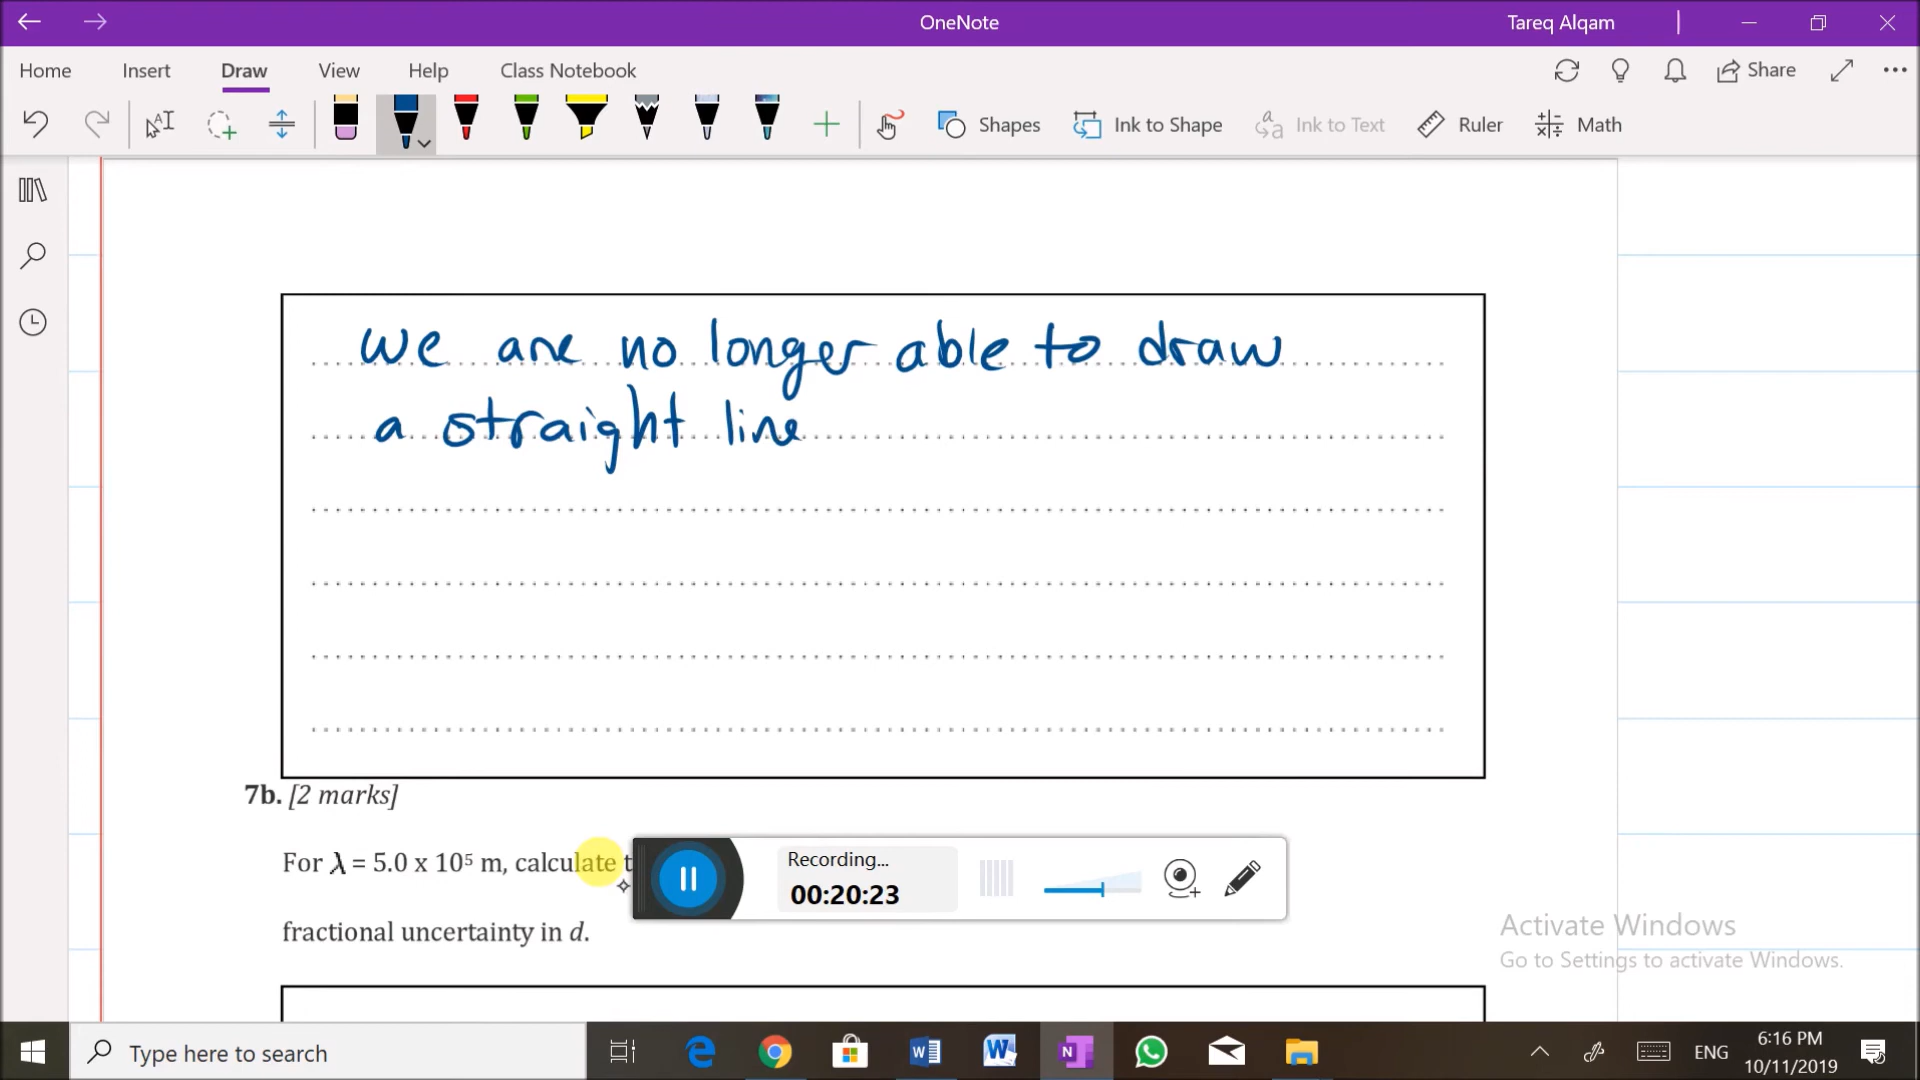 OneNote
Tareq Alqam
Home Insert Draw View Help Class Notebook Share
Shapes Ink to Shape Ink to Text Ruler Math
we are no longer able to draw
a straight line
7b. [2 marks]
For λ = 5.0 x 10⁵ m, calculate t
fractional uncertainty in d.
Recording...
00:20:23
Activate Windows
Go to Settings to activate Windows.
Type here to search
ENG
6:16 PM
10/11/2019